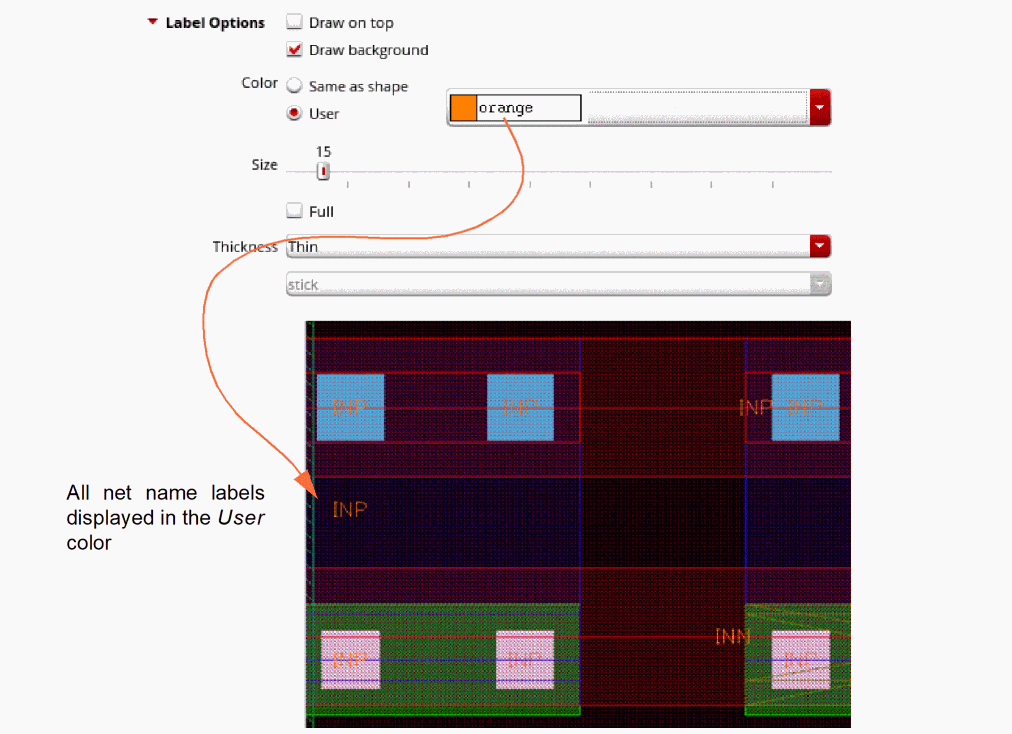 Label Options
Draw on top
Draw background
Color
Same as shape
User
orange
15
Size
Full
Thickness
Thin
stick
INP INP INP INP
All net name labels
displayed in the User
color
INP
INN
INP INP INP